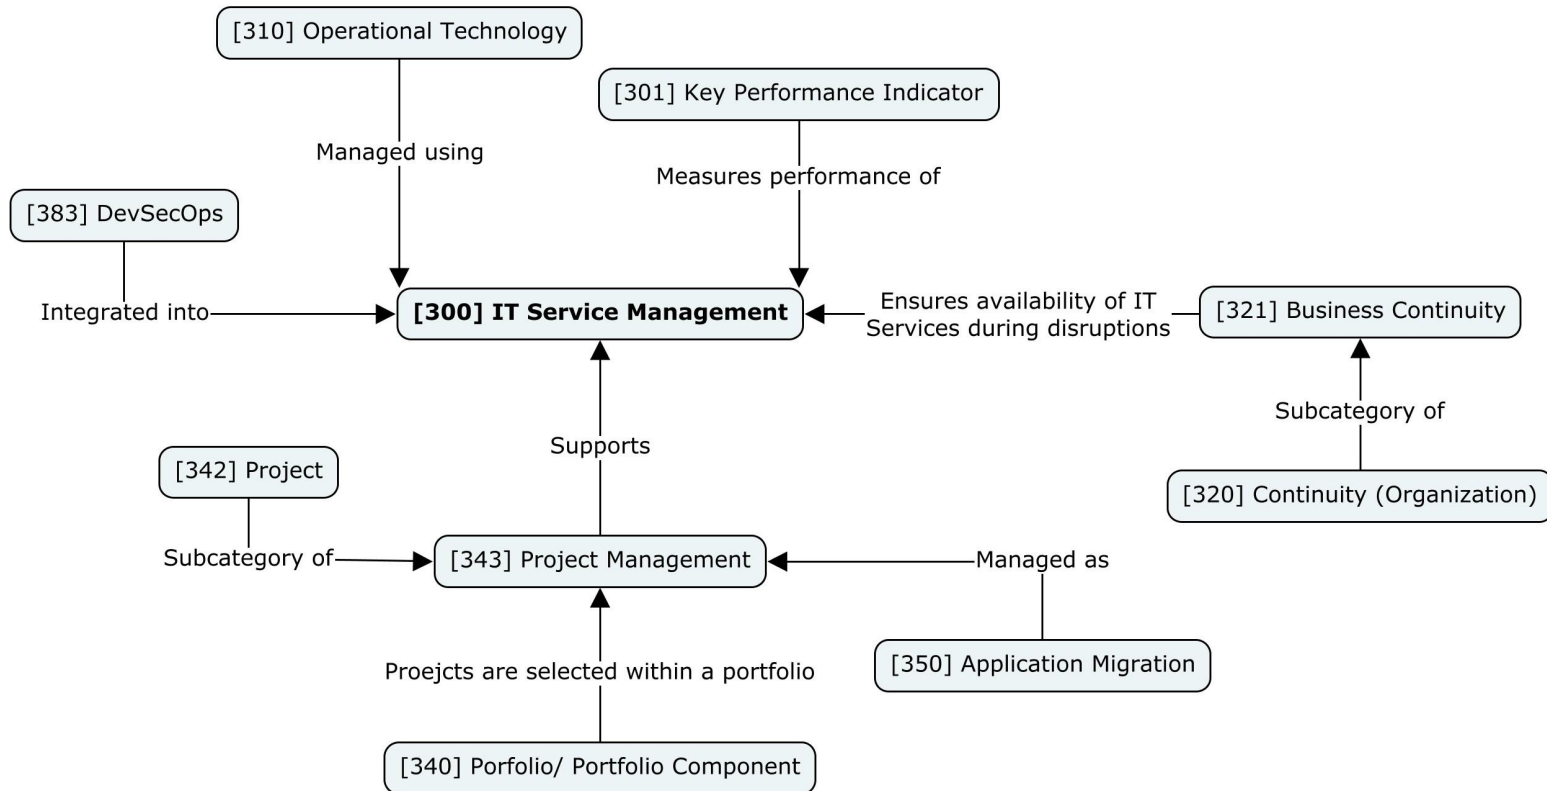 [310] Operational Technology
[301] Key Performance Indicator
Managed using
Measures performance of
[383] DevSecOps
Integrated into
[300] IT Service Management
Ensures availability of IT
Services during disruptions
[321] Business Continuity
Subcategory of
Supports
[342] Project
[320] Continuity (Organization)
Subcategory of
[343] Project Management
Managed as
Proejcts are selected within a portfolio
[350] Application Migration
[340] Porfolio/ Portfolio Component